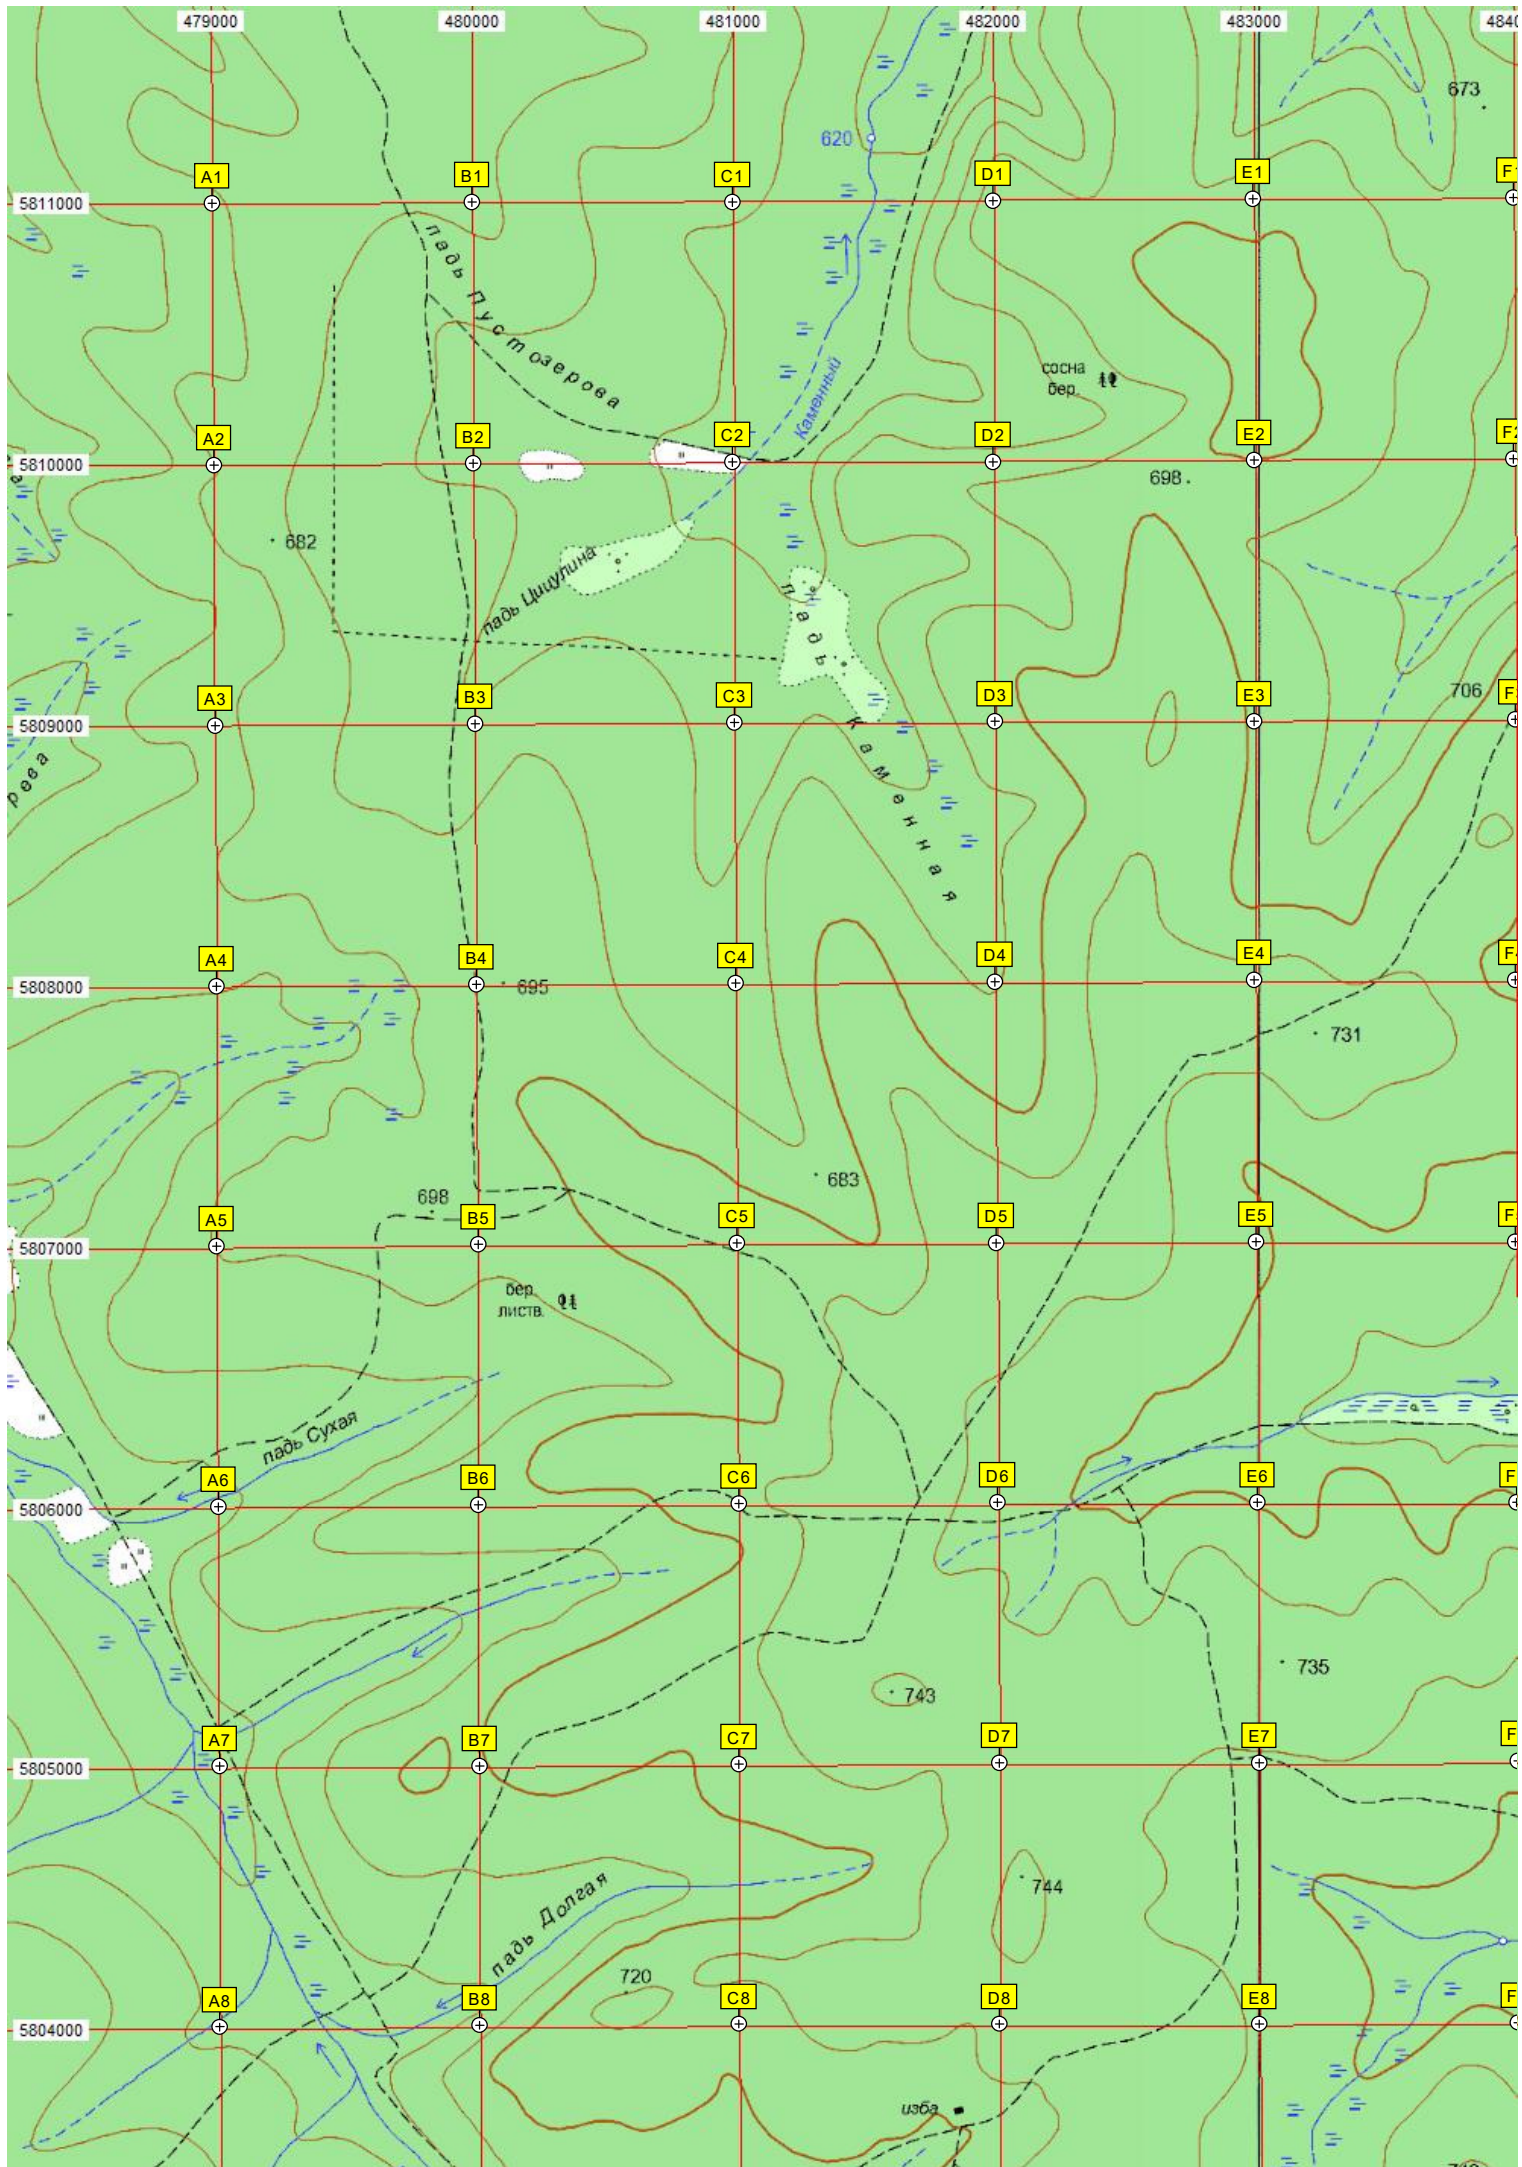 479000 480000 481000 482000 483000
673
620
A1 B1 C1 D1 E1
5811000
падь Пустозерова
Каменный
сосна
бер.
A2 B2 C2 D2 E2
5810000
698
682
падь Цицулина
падь Каменная
706
A3 B3 C3 D3 E3
5809000
рева
A4 B4 C4 D4 E4
5808000
695
731
683
698
A5 B5 C5 D5 E5
5807000
бер.
листв.
падь Сухая
A6 B6 C6 D6 E6
5806000
735
743
A7 B7 C7 D7 E7
5805000
744
падь Долгая
720
A8 B8 C8 D8 E8
5804000
изба